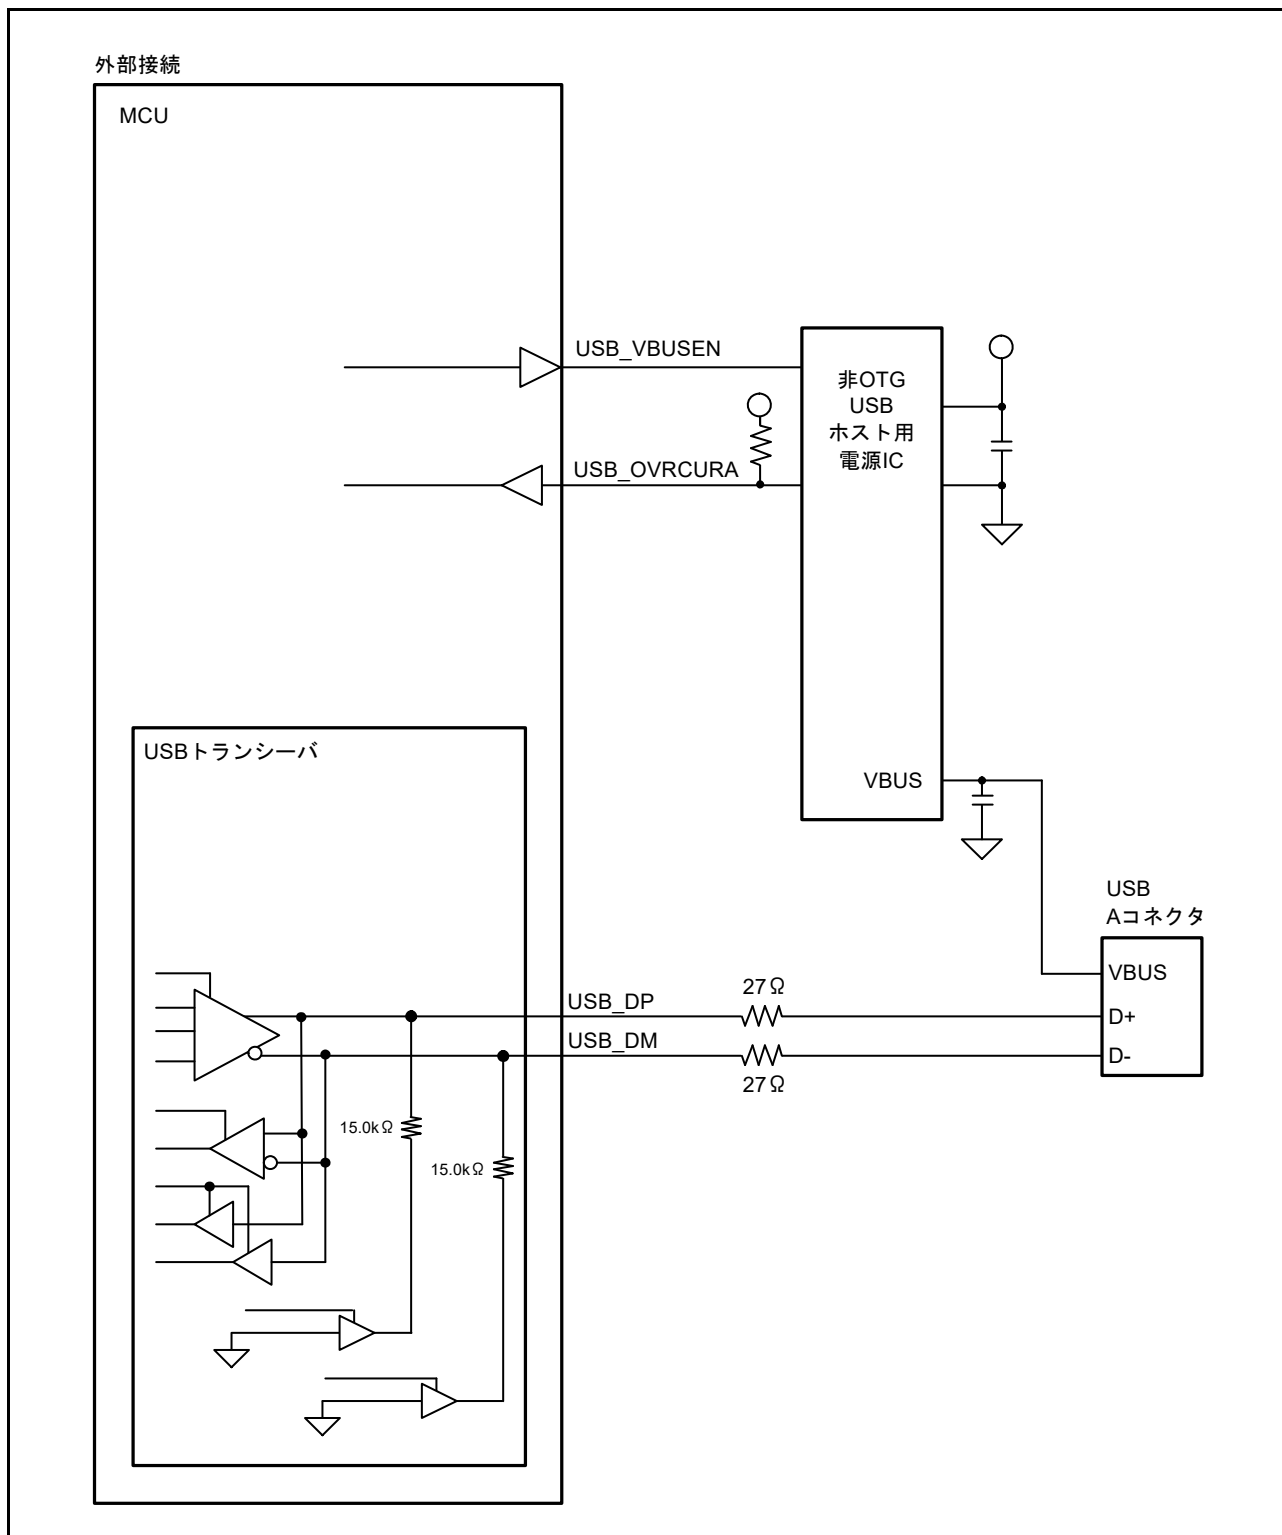 外部接続
MCU
USB_VBUSEN
非OTG
USB
ホスト用
電源IC
USB_OVRCURA
USBトランシーバ
VBUS
USB
Aコネクタ
VBUS
27Ω
USB_DP
D+
USB_DM
D-
27Ω
15.0kΩ
15.0kΩ